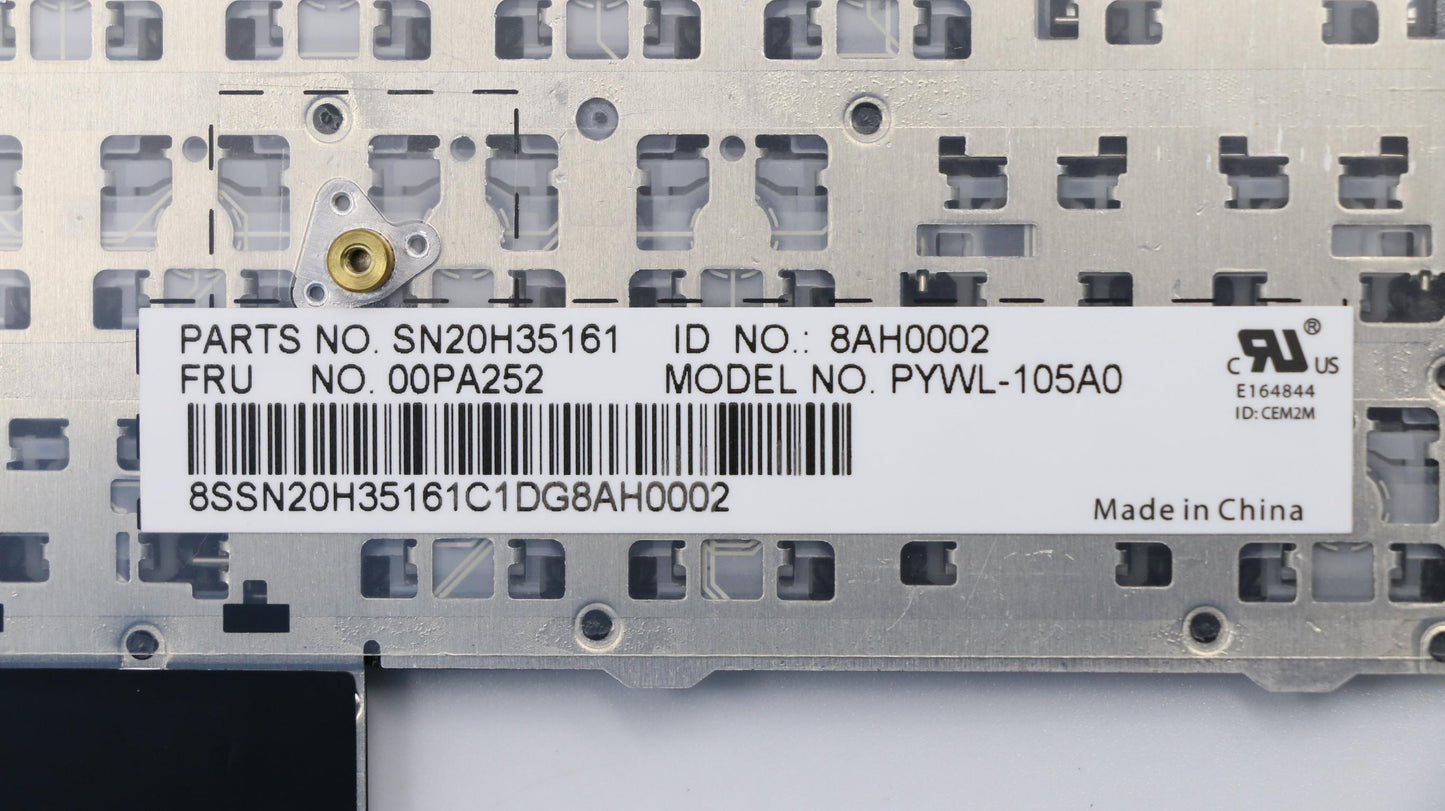 PARTS NO. SN20H35161 ID NO.: 8AH0002
FRU NO. 00PA252 MODEL NO. PYWL-105A0
8SSN20H35161C1DG8AH0002
C RU US ®
E164844
ID: CEM2M
Made in China